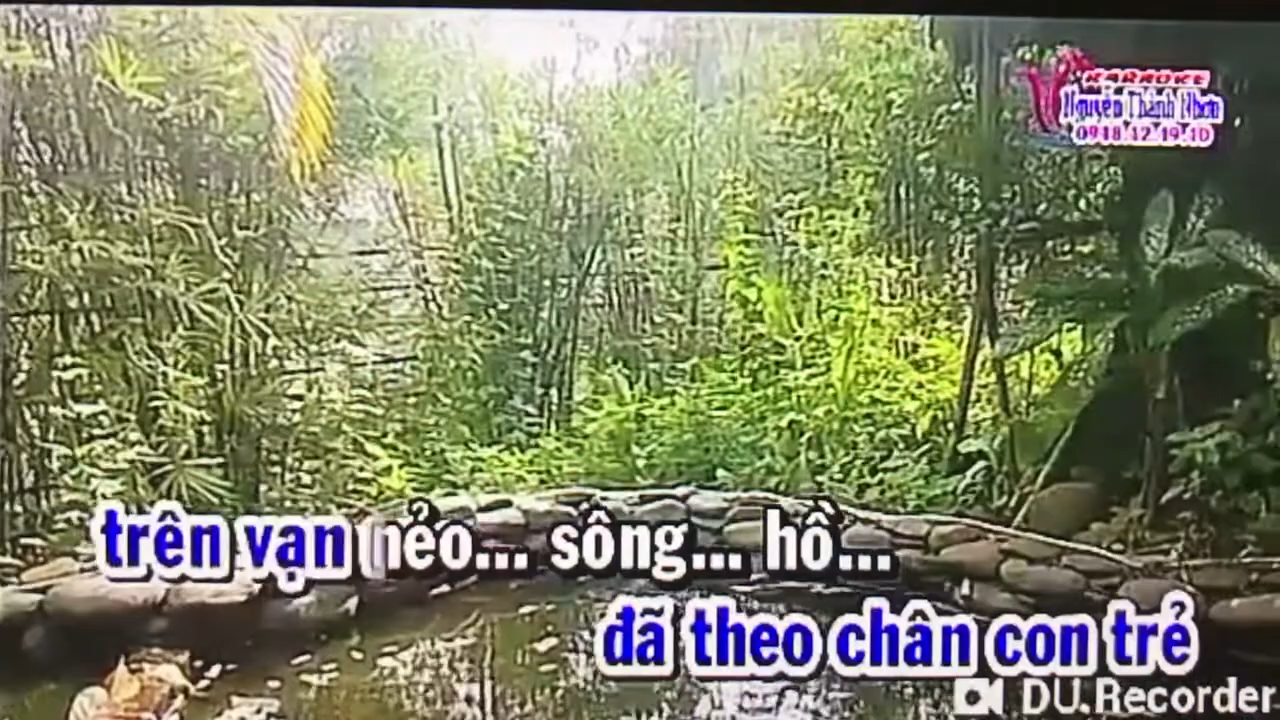 KARAOKE
Nguyễn Thành Nhơn
0918.12.19.10
trên vạn nẻo... sông... hồ...
đã theo chân con trẻ
DU.Recorder